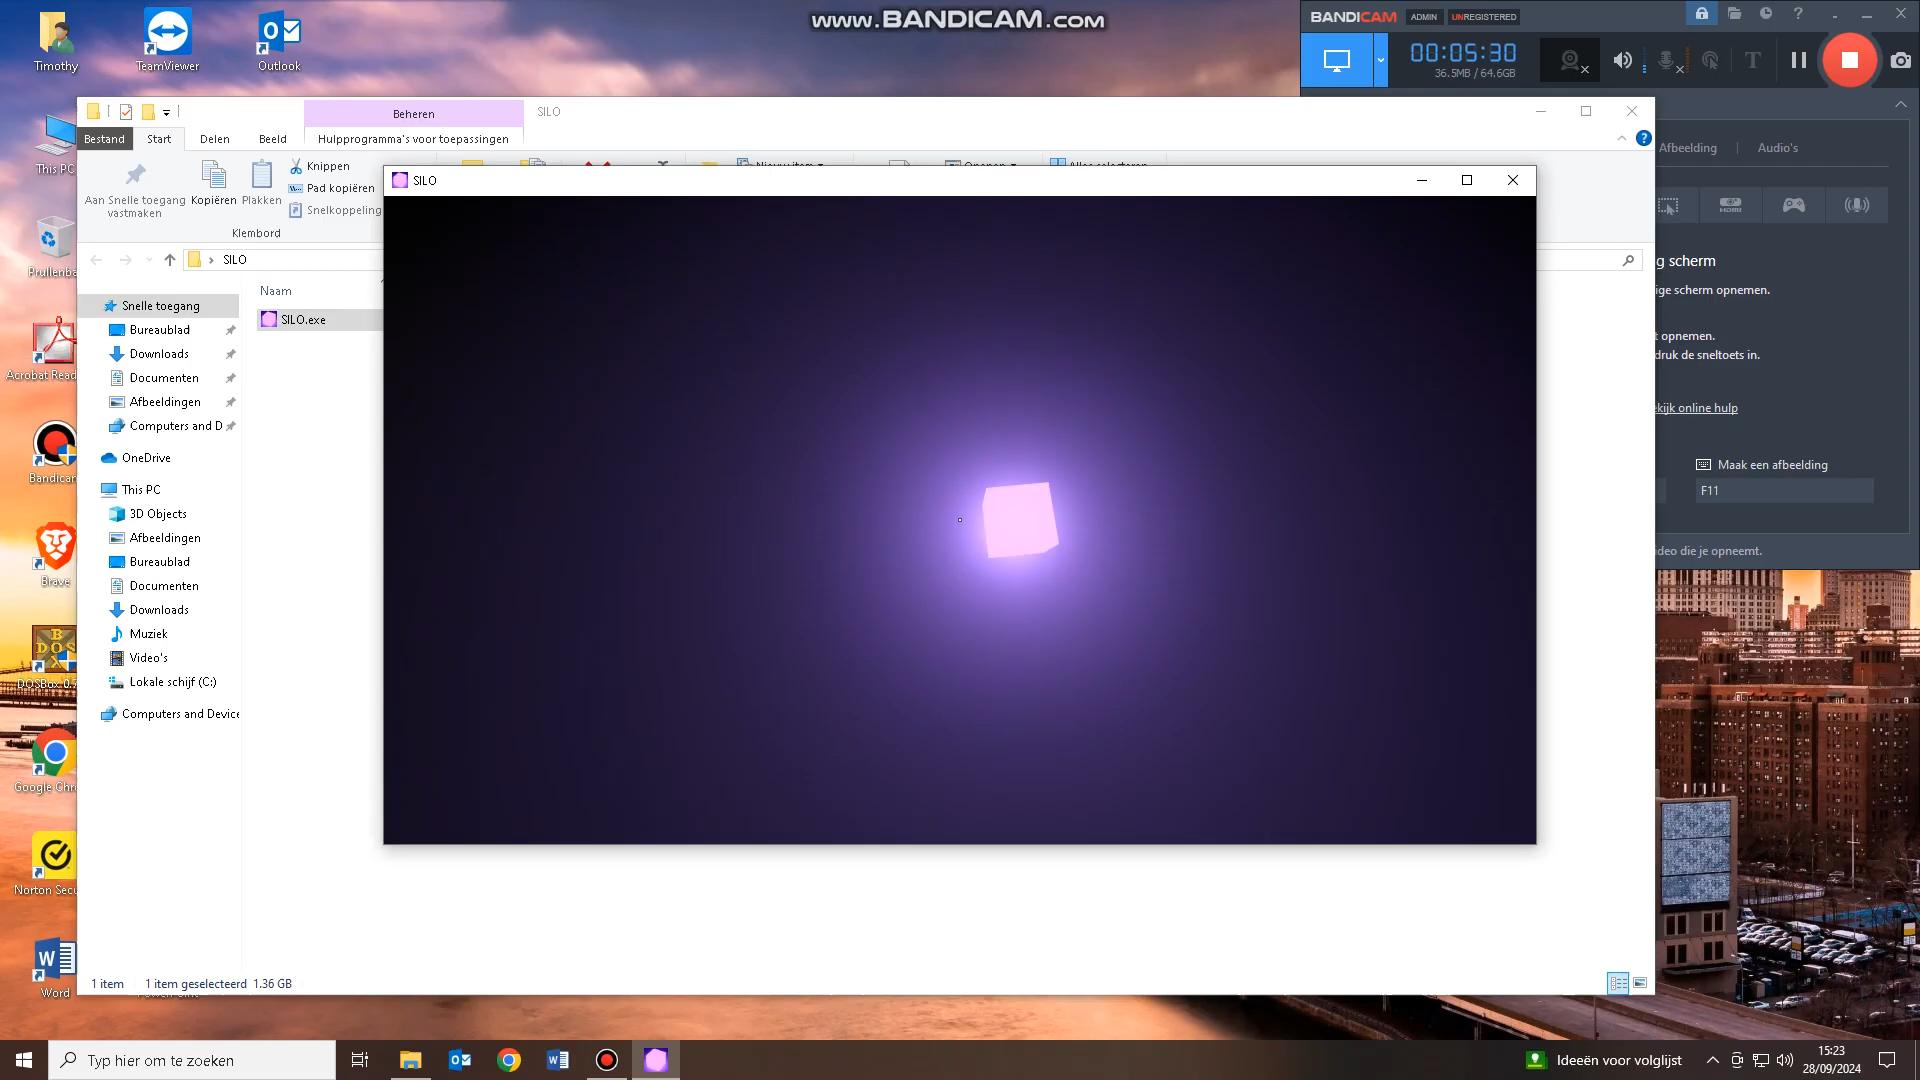 www.BANDICAM.com
BANDICAM ADMIN UNREGISTERED
00:05:30
36.5MB / 64.6GB
Timothy
TeamViewer
Outlook
Beheren
SILO
Bestand
Start
Delen
Beeld
Hulpprogramma's voor toepassingen
Afbeelding
Audio's
This PC
Aan Snelle toegang
vastmaken
Kopiëren
Plakken
Knippen
Pad kopiëren
Snelkoppeling
Klembord
SILO
HDMI
Prullenba
SILO
g scherm
ige scherm opnemen.
t opnemen.
druk de sneltoets in.
ekijk online hulp
Maak een afbeelding
F11
ideo die je opneemt.
Naam
SILO.exe
Snelle toegang
Bureaublad
Downloads
Documenten
Afbeeldingen
Computers and D
OneDrive
This PC
3D Objects
Afbeeldingen
Bureaublad
Documenten
Downloads
Muziek
Video's
Lokale schijf (C:)
Computers and Device
Acrobat Read
Bandicam
Brave
DOSBox 0.7
Google Chro
Norton Secu
Word
1 item
1 item geselecteerd 1.36 GB
Typ hier om te zoeken
Ideeën voor volglijst
15:23
28/09/2024